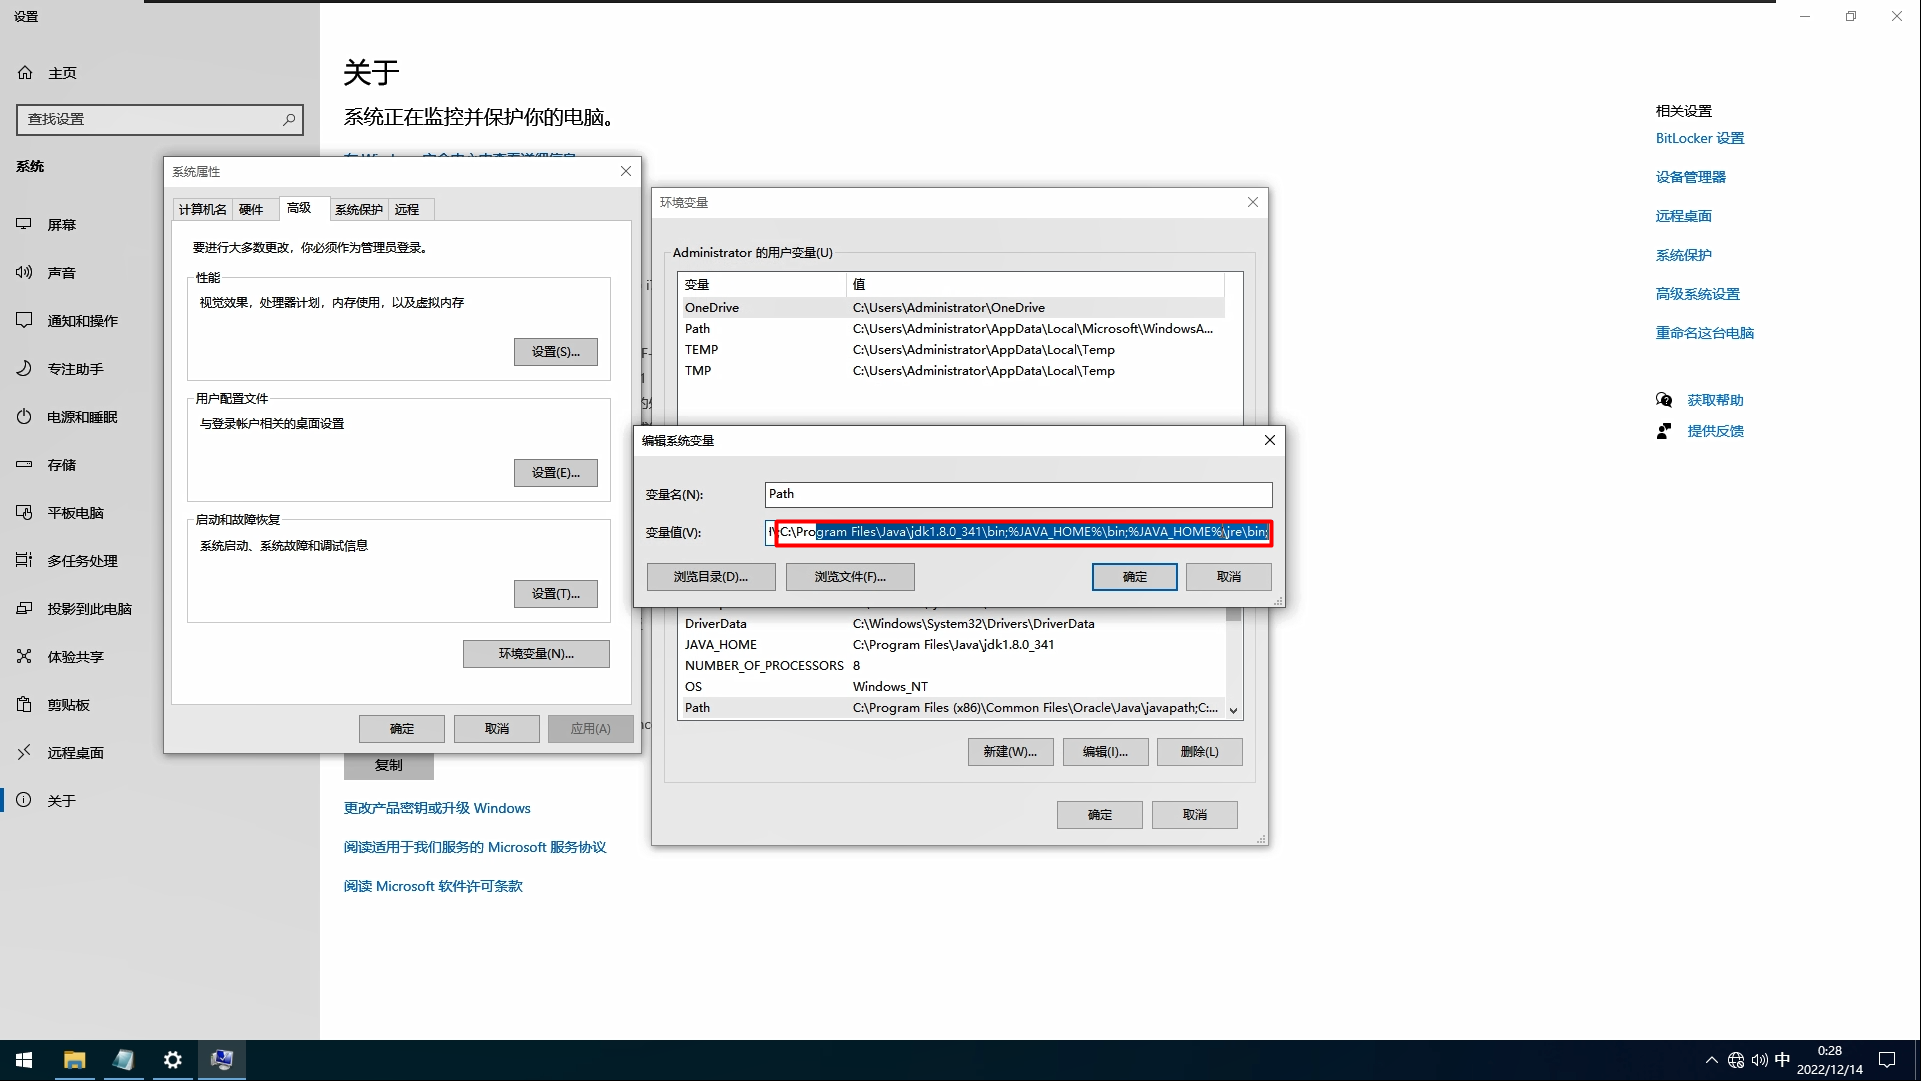 设置
主页
查找设置
系统
屏幕
声音
通知和操作
专注助手
电源和睡眠
存储
平板电脑
多任务处理
投影到此电脑
体验共享
剪贴板
远程桌面
关于
关于
系统正在监控并保护你的电脑。
系统属性
计算机名 硬件 高级 系统保护 远程
要进行大多数更改，你必须作为管理员登录。
性能
视觉效果，处理器计划，内存使用，以及虚拟内存
设置(S)...
用户配置文件
与登录帐户相关的桌面设置
设置(E)...
启动和故障恢复
系统启动、系统故障和调试信息
设置(T)...
环境变量(N)...
确定 取消 应用(A)
复制
更改产品密钥或升级 Windows
阅读适用于我们服务的 Microsoft 服务协议
阅读 Microsoft 软件许可条款
环境变量
Administrator 的用户变量(U)
变量 值
OneDrive C:\Users\Administrator\OneDrive
Path C:\Users\Administrator\AppData\Local\Microsoft\WindowsA...
TEMP C:\Users\Administrator\AppData\Local\Temp
TMP C:\Users\Administrator\AppData\Local\Temp
编辑系统变量
变量名(N): Path
变量值(V): \;C:\Program Files\Java\jdk1.8.0_341\bin;%JAVA_HOME%\bin;%JAVA_HOME%\jre\bin;
浏览目录(D)... 浏览文件(F)... 确定 取消
DriverData C:\Windows\System32\Drivers\DriverData
JAVA_HOME C:\Program Files\Java\jdk1.8.0_341
NUMBER_OF_PROCESSORS 8
OS Windows_NT
Path C:\Program Files (x86)\Common Files\Oracle\Java\javapath;C:...
新建(W)... 编辑(I)... 删除(L)
确定 取消
相关设置
BitLocker 设置
设备管理器
远程桌面
系统保护
高级系统设置
重命名这台电脑
获取帮助
提供反馈
中
0:28
2022/12/14